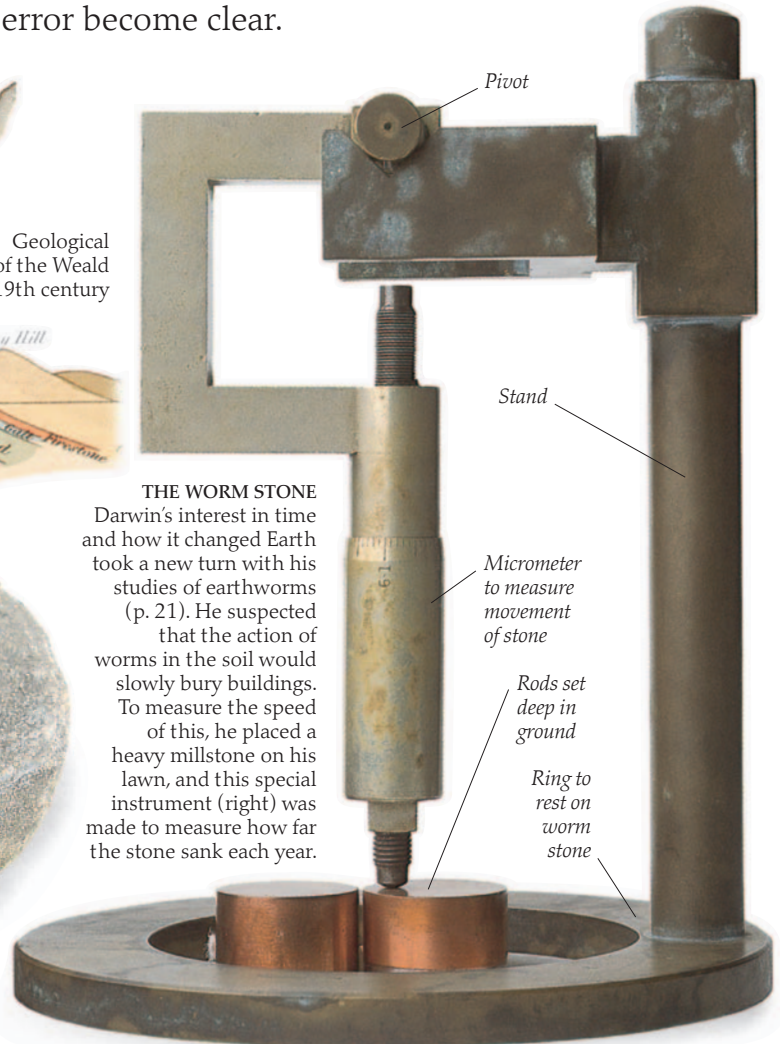 error become clear.
Pivot
Geological
of the Weald
19th century
Hill
Gate Firestone
Stand
THE WORM STONE
Darwin's interest in time
and how it changed Earth
took a new turn with his
studies of earthworms
(p. 21). He suspected
that the action of
worms in the soil would
slowly bury buildings.
To measure the speed
of this, he placed a
heavy millstone on his
lawn, and this special
instrument (right) was
made to measure how far
the stone sank each year.
Micrometer
to measure
movement
of stone
Rods set
deep in
ground
Ring to
rest on
worm
stone